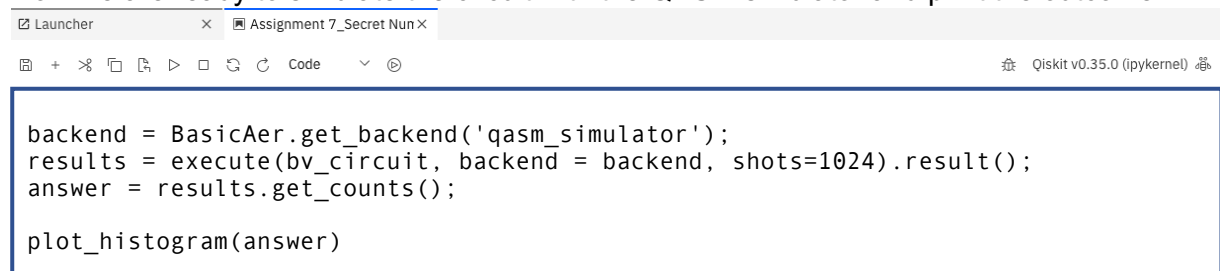 Launcher
Assignment 7_Secret Nun
Code
Qiskit v0.35.0 (ipykernel)
backend = BasicAer.get_backend('qasm_simulator');
results = execute(bv_circuit, backend = backend, shots=1024).result();
answer = results.get_counts();
plot_histogram(answer)